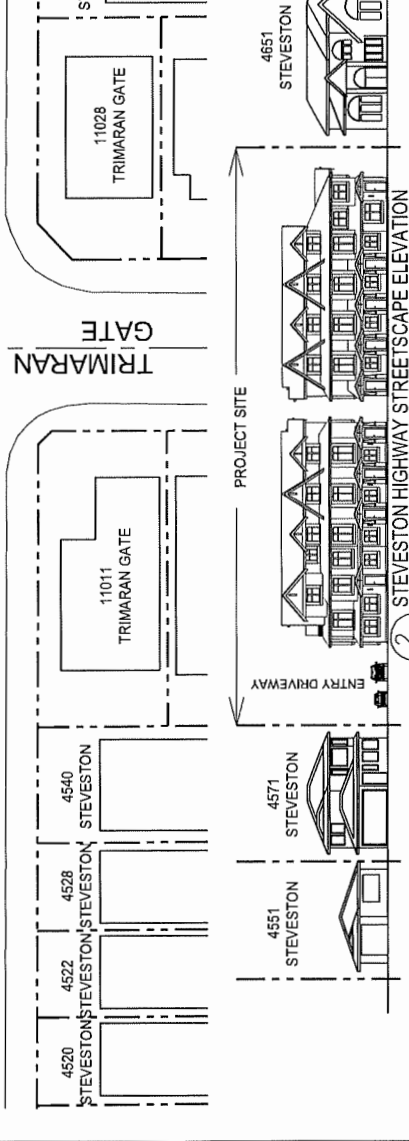 4520
STEVESTON
4522
STEVESTON
4528
STEVESTON
4540
STEVESTON
11011
TRIMARAN GATE
TRIMARAN
GATE
11028
TRIMARAN GATE
S
4551
STEVESTON
4571
STEVESTON
ENTRY DRIVEWAY
PROJECT SITE
4651
STEVESTON
2 STEVESTON HIGHWAY STREETSCAPE ELEVATION